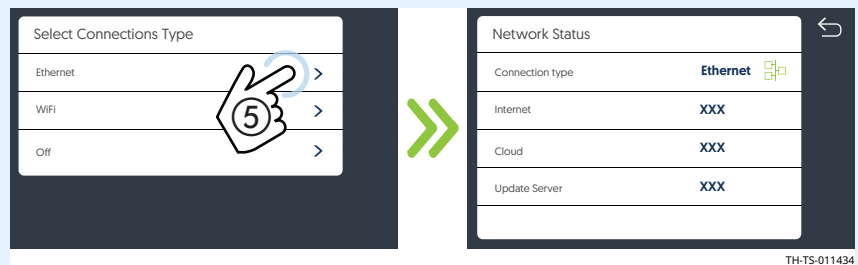 Select Connections Type
Ethernet
WiFi
Off
5
Network Status
Connection type Ethernet
Internet XXX
Cloud XXX
Update Server XXX
TH-TS-011434